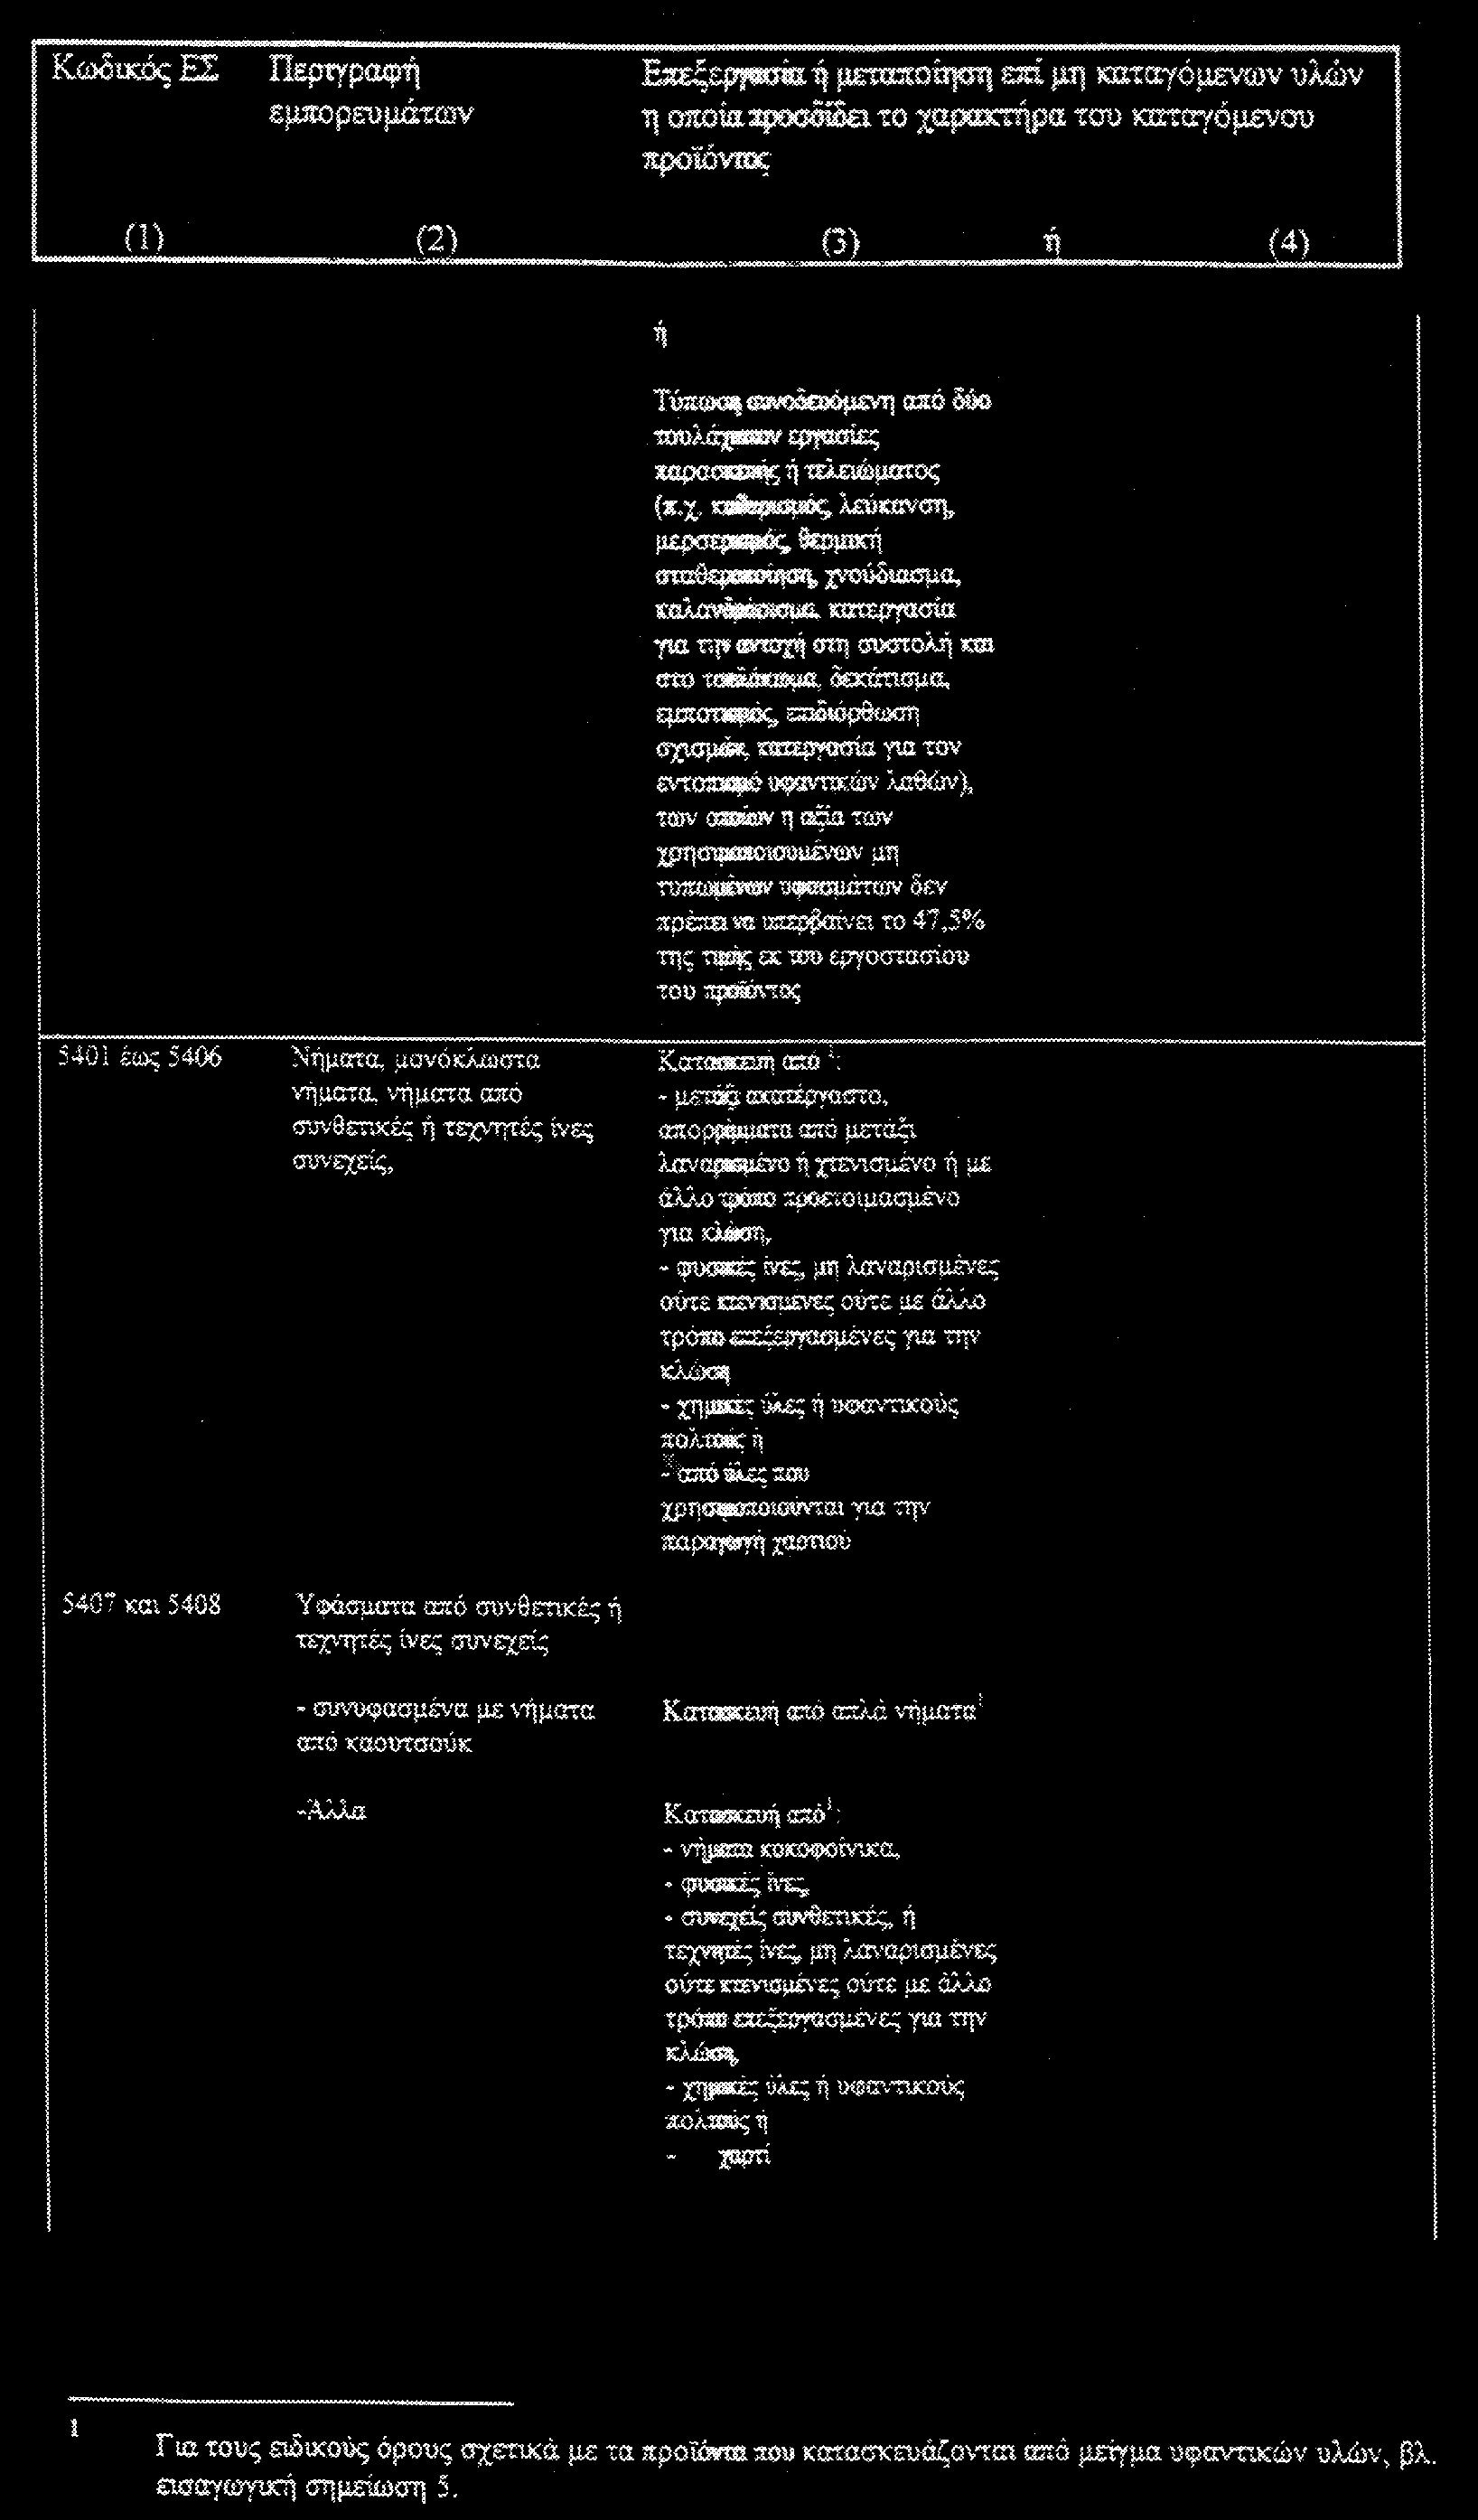 Κωδικός ΕΣ Περιγραφή Επεξεργασία ή μεταποίηση επί μη καταγόμενων υλών
εμπορευμάτων η οποία προσδίδει το χαρακτήρα του καταγόμενου
προϊόντος
(1) (2) (3) ή (4)
ή
Τύπωση συνοδευόμενη από δύο
τουλάχιστον εργασίες
παρασκευής ή τελειώματος
(π.χ. καθαρισμός, λεύκανση,
μερσερισμός, θερμική
σταθεροποίηση, χνούδιασμα,
καλανδράρισμα, κατεργασία
για την αντοχή στη συστολή και
στο τσαλάκωμα, δεκάτισμα,
εμποτισμός, επιδιόρθωση
σχισμών, κατεργασία για τον
εντοπισμό υφαντικών λαθών),
των οποίων η αξία των
χρησιμοποιουμένων μη
τυπωμένων υφασμάτων δεν
πρέπει να υπερβαίνει το 47,5%
της τιμής εκ του εργοστασίου
του προϊόντος
5401 έως 5406 Νήματα, μονόκλωστα Κατασκευή από 1:
νήματα, νήματα από - μετάξι ακατέργαστο,
συνθετικές ή τεχνητές ίνες απορρίμματα από μετάξι
συνεχείς, λαναρισμένο ή χτενισμένο ή με
άλλο τρόπο προετοιμασμένο
για κλώση,
- φυσικές ίνες, μη λαναρισμένες
ούτε κτενισμένες ούτε με άλλο
τρόπο επεξεργασμένες για την
κλώση
- χημικές ύλες ή υφαντικούς
πολτούς ή
- από ύλες που
χρησιμοποιούνται για την
παραγωγή χαρτιού
5407 και 5408 Υφάσματα από συνθετικές ή
τεχνητές ίνες συνεχείς
- συνυφασμένα με νήματα Κατασκευή από απλά νήματα1
από καουτσούκ
-Άλλα Κατασκευή από1:
- νήματα κοκοφοίνικα,
- φυσικές ίνες,
- συνεχείς συνθετικές, ή
τεχνητές ίνες, μη λαναρισμένες
ούτε κτενισμένες ούτε με άλλο
τρόπο επεξεργασμένες για την
κλώση,
- χημικές ύλες ή υφαντικούς
πολτούς ή
- χαρτί
1
Για τους ειδικούς όρους σχετικά με τα προϊόντα που κατασκευάζονται από μείγμα υφαντικών υλών, βλ.
εισαγωγική σημείωση 5.